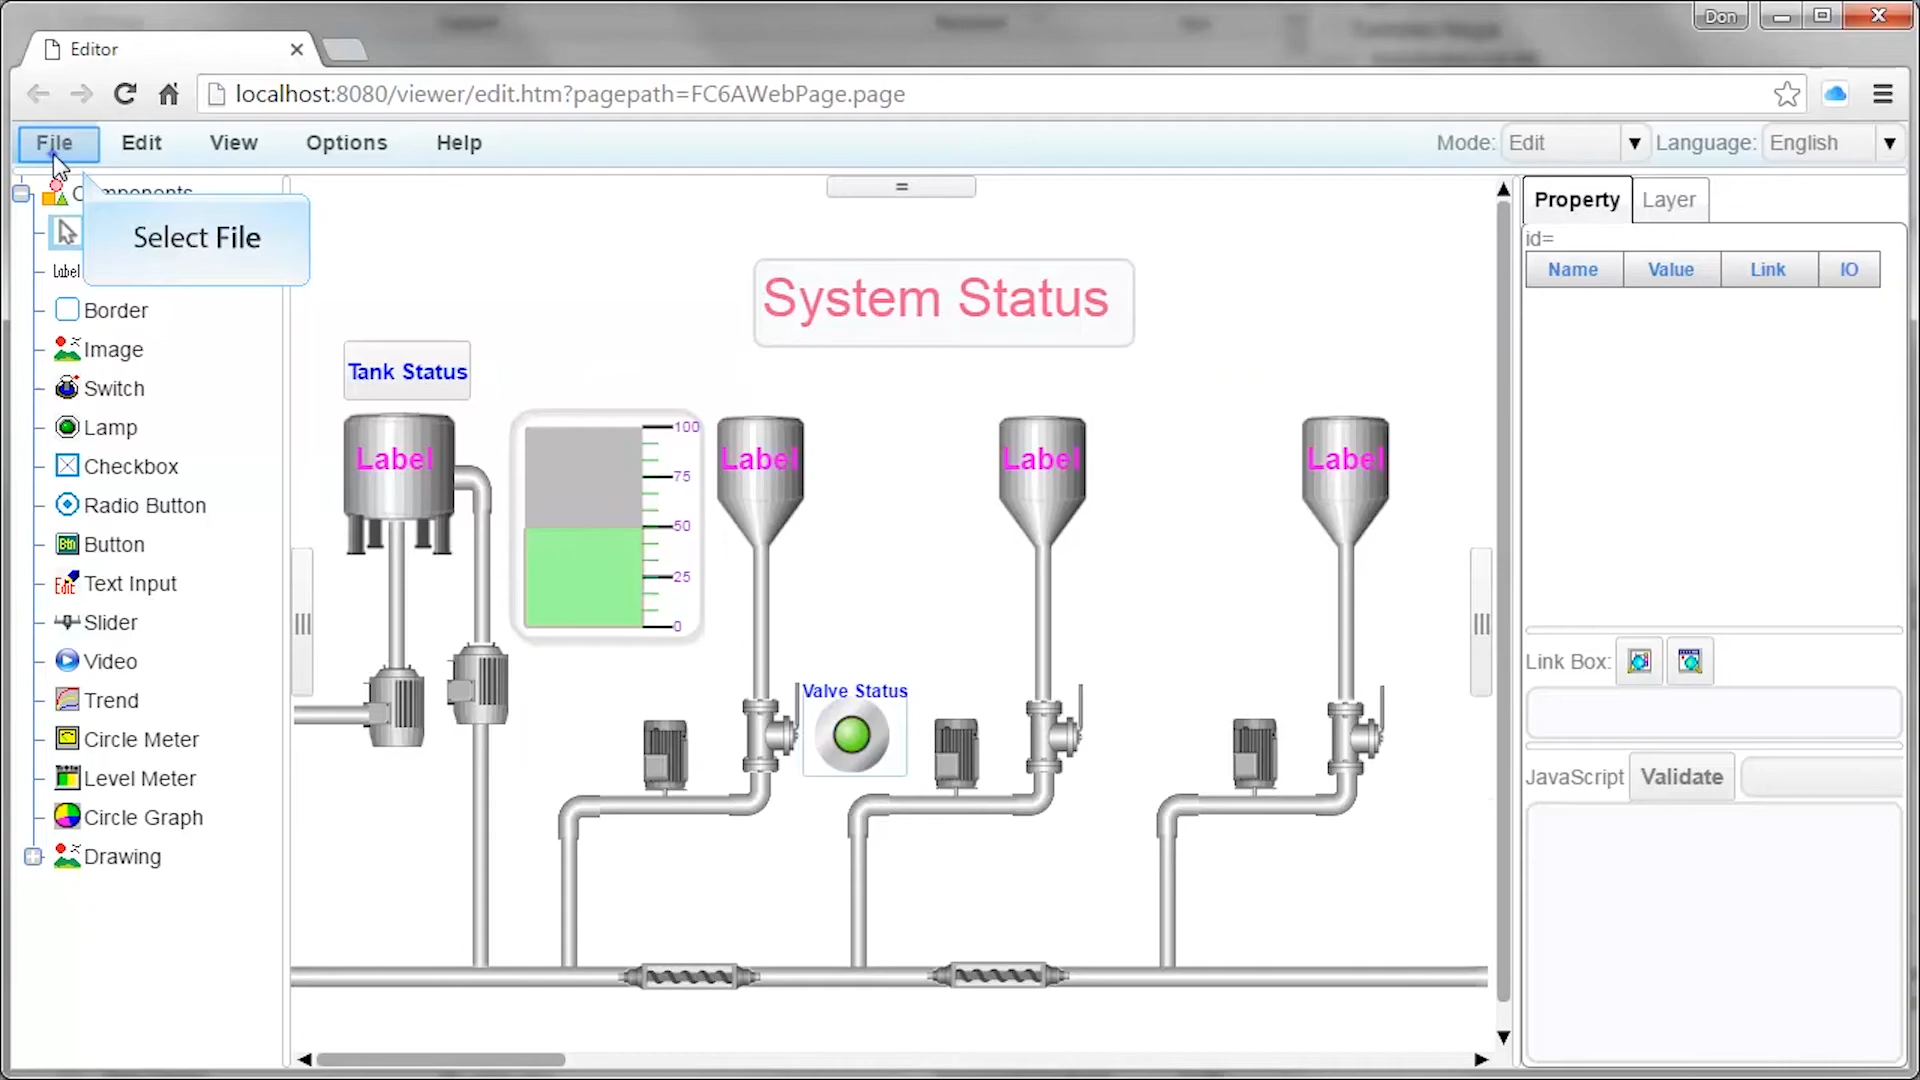 Don
Editor
localhost:8080/viewer/edit.htm?pagepath=FC6AWebPage.page
File Edit View Options Help
Mode: Edit Language: English
Select File
Label
Border
Image
Switch
Lamp
Checkbox
Radio Button
Button
Text Input
Slider
Video
Trend
Circle Meter
Level Meter
Circle Graph
Drawing
System Status
Tank Status
Label Label Label Label
100
75
50
25
0
Valve Status
Property Layer
id=
Name Value Link IO
Link Box:
JavaScript Validate